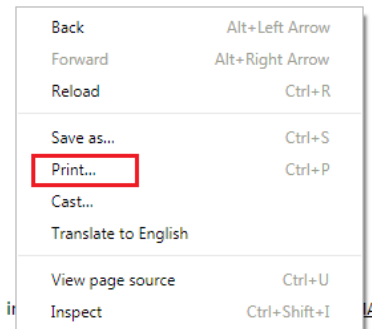 Back Alt+Left Arrow
Forward Alt+Right Arrow
Reload Ctrl+R
Save as... Ctrl+S
Print... Ctrl+P
Cast...
Translate to English
View page source Ctrl+U
Inspect Ctrl+Shift+I